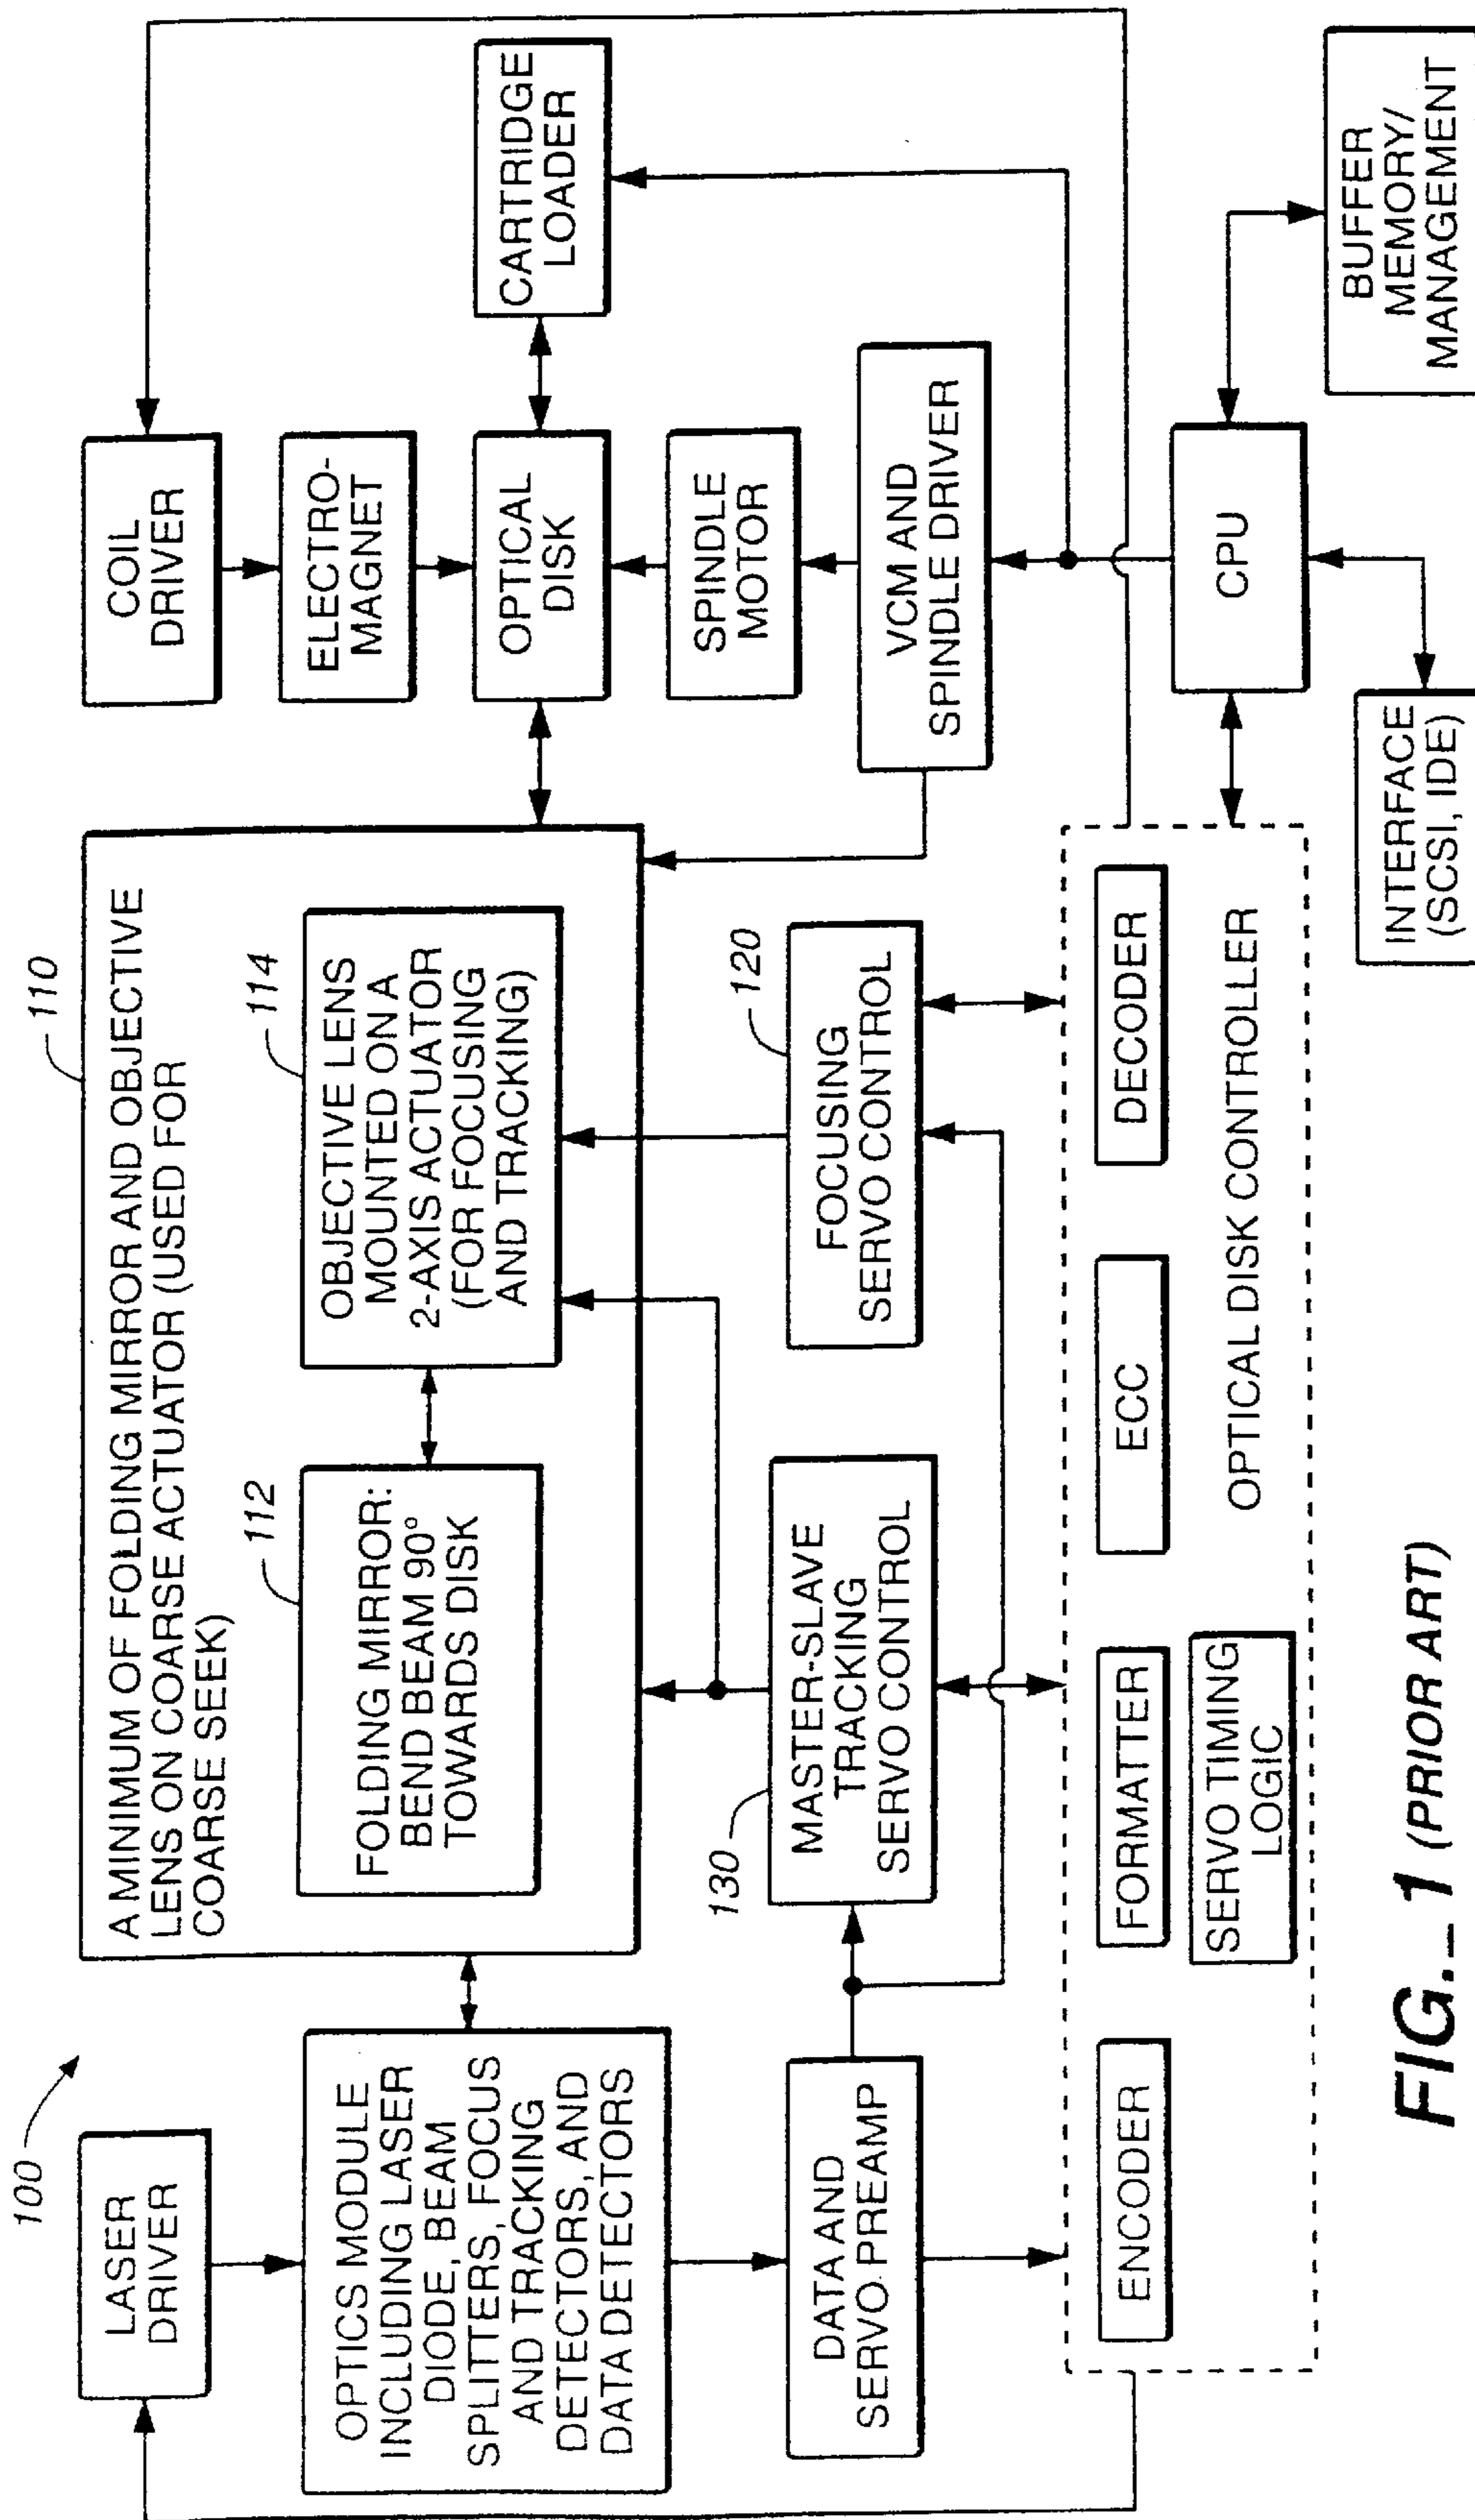 100
LASER
DRIVER
OPTICS MODULE
INCLUDING LASER
DIODE, BEAM
SPLITTERS, FOCUS
AND TRACKING
DETECTORS, AND
DATA DETECTORS
DATA AND
SERVO PREAMP
110
A MINIMUM OF FOLDING MIRROR AND OBJECTIVE
LENS ON COARSE ACTUATOR (USED FOR
COARSE SEEK)
112
FOLDING MIRROR:
BEND BEAM 90°
TOWARDS DISK
114
OBJECTIVE LENS
MOUNTED ON A
2-AXIS ACTUATOR
(FOR FOCUSING
AND TRACKING)
130
MASTER-SLAVE
TRACKING
SERVO CONTROL
120
FOCUSING
SERVO CONTROL
COIL
DRIVER
ELECTRO-
MAGNET
OPTICAL
DISK
CARTRIDGE
LOADER
SPINDLE
MOTOR
VCM AND
SPINDLE DRIVER
ENCODER
FORMATTER
ECC
DECODER
SERVO TIMING
LOGIC
OPTICAL DISK CONTROLLER
CPU
INTERFACE
(SCSI, IDE)
BUFFER
MEMORY/
MANAGEMENT
FIG._ 1 (PRIOR ART)